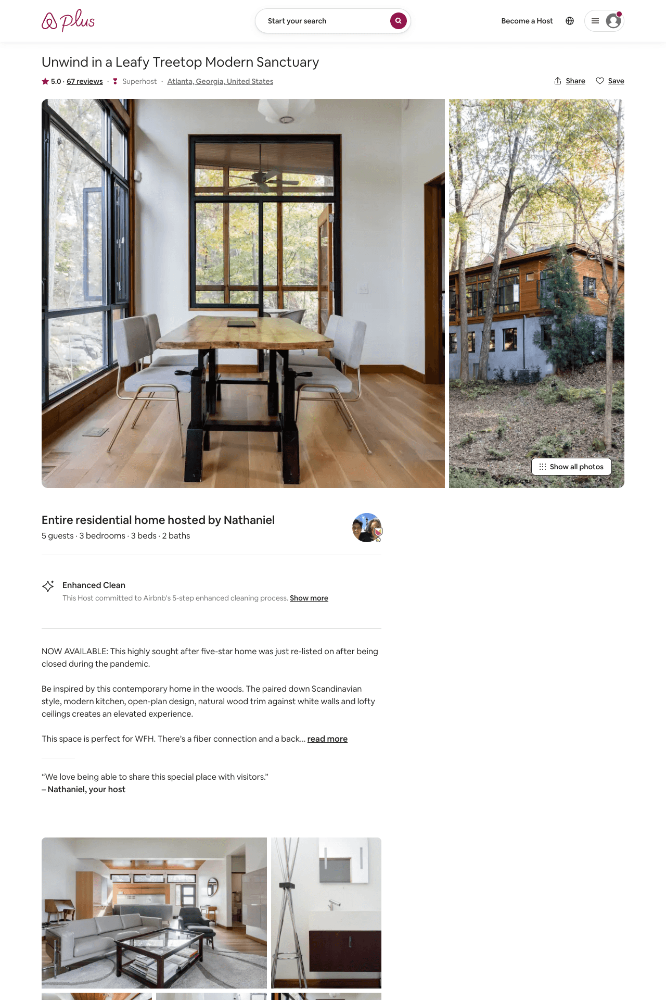 plus
Start your search
Become a Host
Unwind in a Leafy Treetop Modern Sanctuary
5.0 · 67 reviews · Superhost · Atlanta, Georgia, United States
Share
Save
Show all photos
Entire residential home hosted by Nathaniel
5 guests · 3 bedrooms · 3 beds · 2 baths
Enhanced Clean
This Host committed to Airbnb's 5-step enhanced cleaning process. Show more
NOW AVAILABLE: This highly sought after five-star home was just re-listed on after being
closed during the pandemic.
Be inspired by this contemporary home in the woods. The paired down Scandinavian
style, modern kitchen, open-plan design, natural wood trim against white walls and lofty
ceilings creates an elevated experience.
This space is perfect for WFH. There’s a fiber connection and a back... read more
“We love being able to share this special place with visitors.”
– Nathaniel, your host